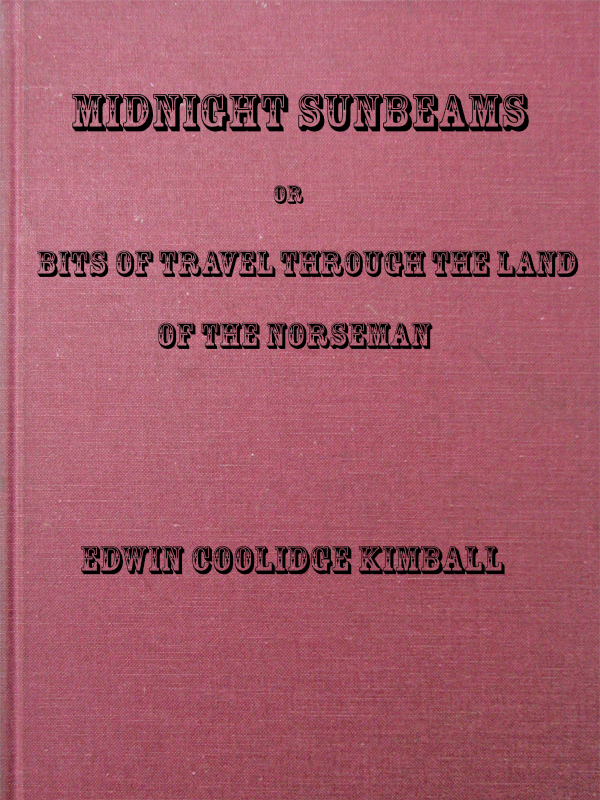 MIDNIGHT SUNBEAMS
OR
BITS OF TRAVEL THROUGH THE LAND
OF THE NORSEMAN
EDWIN COOLIDGE KIMBALL